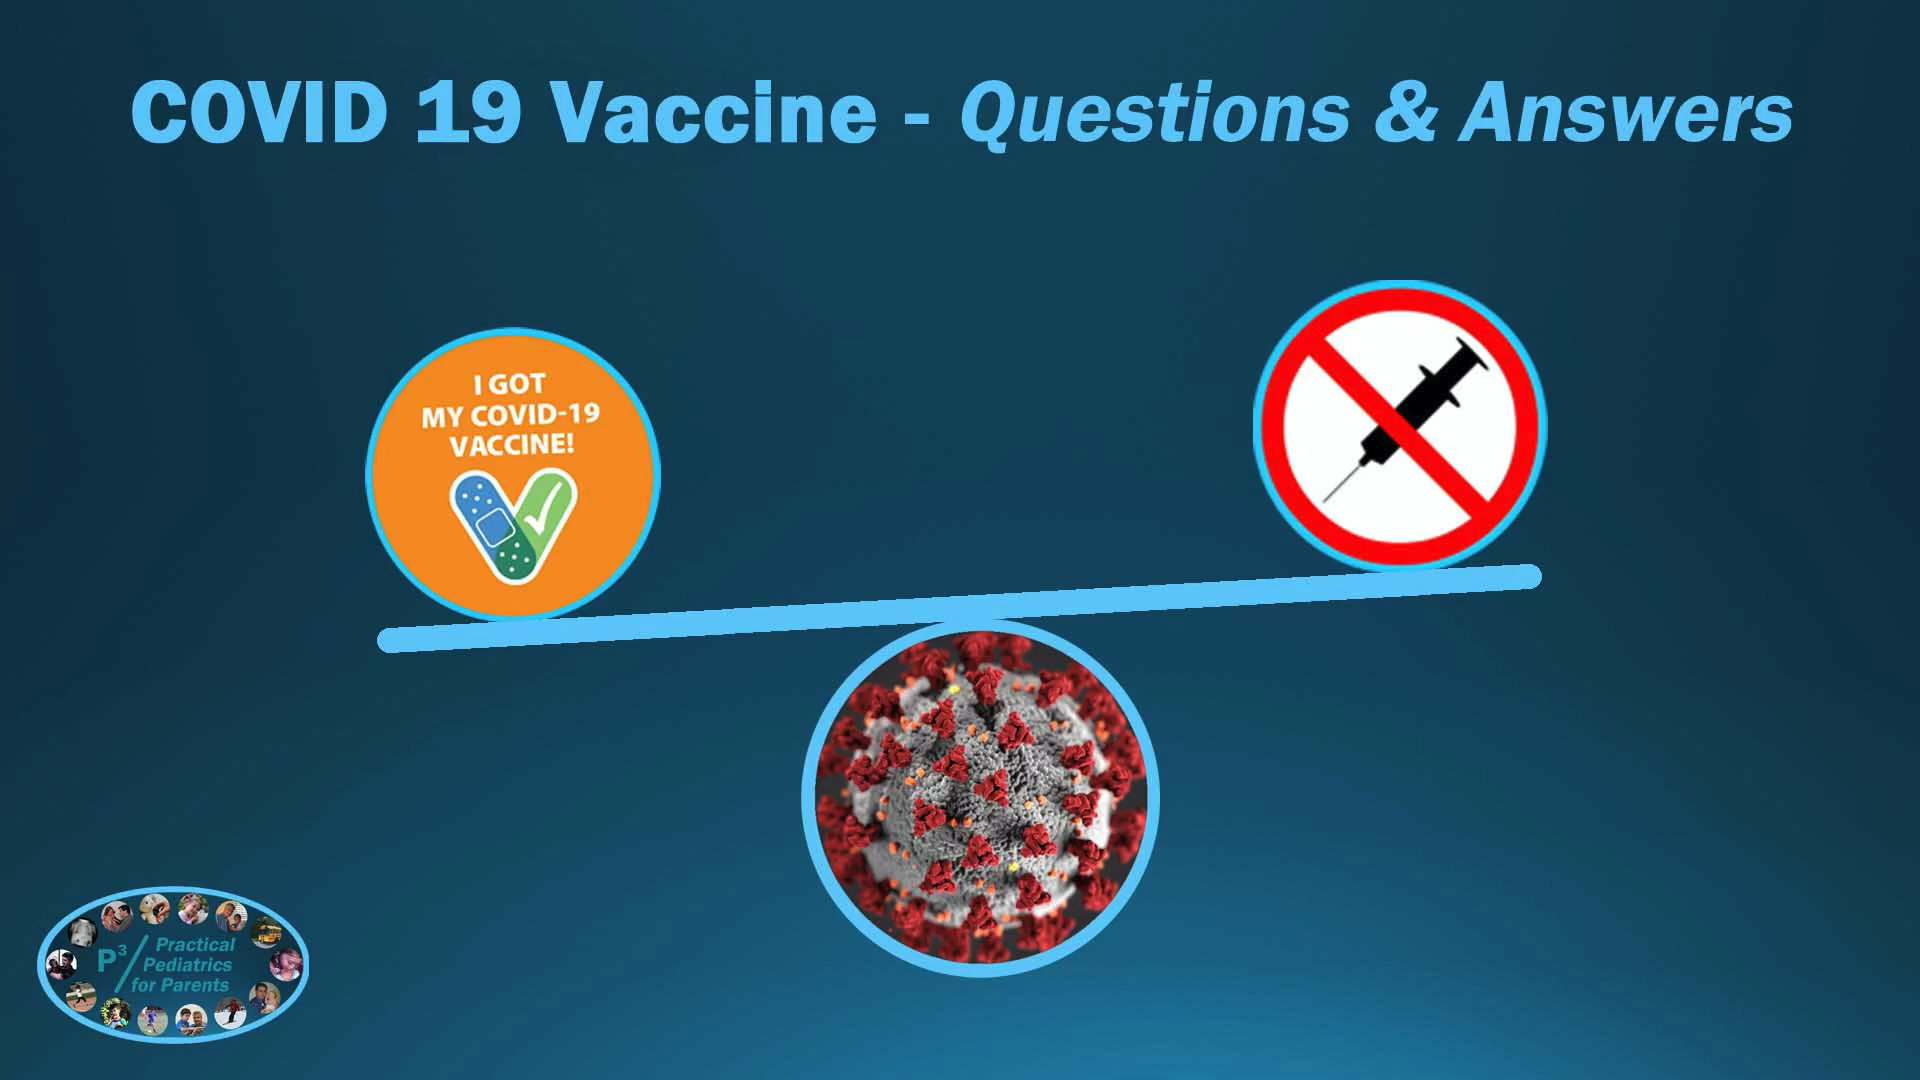 COVID 19 Vaccine - Questions & Answers
I GOT
MY COVID-19
VACCINE!
P³/ Practical
Pediatrics
for Parents